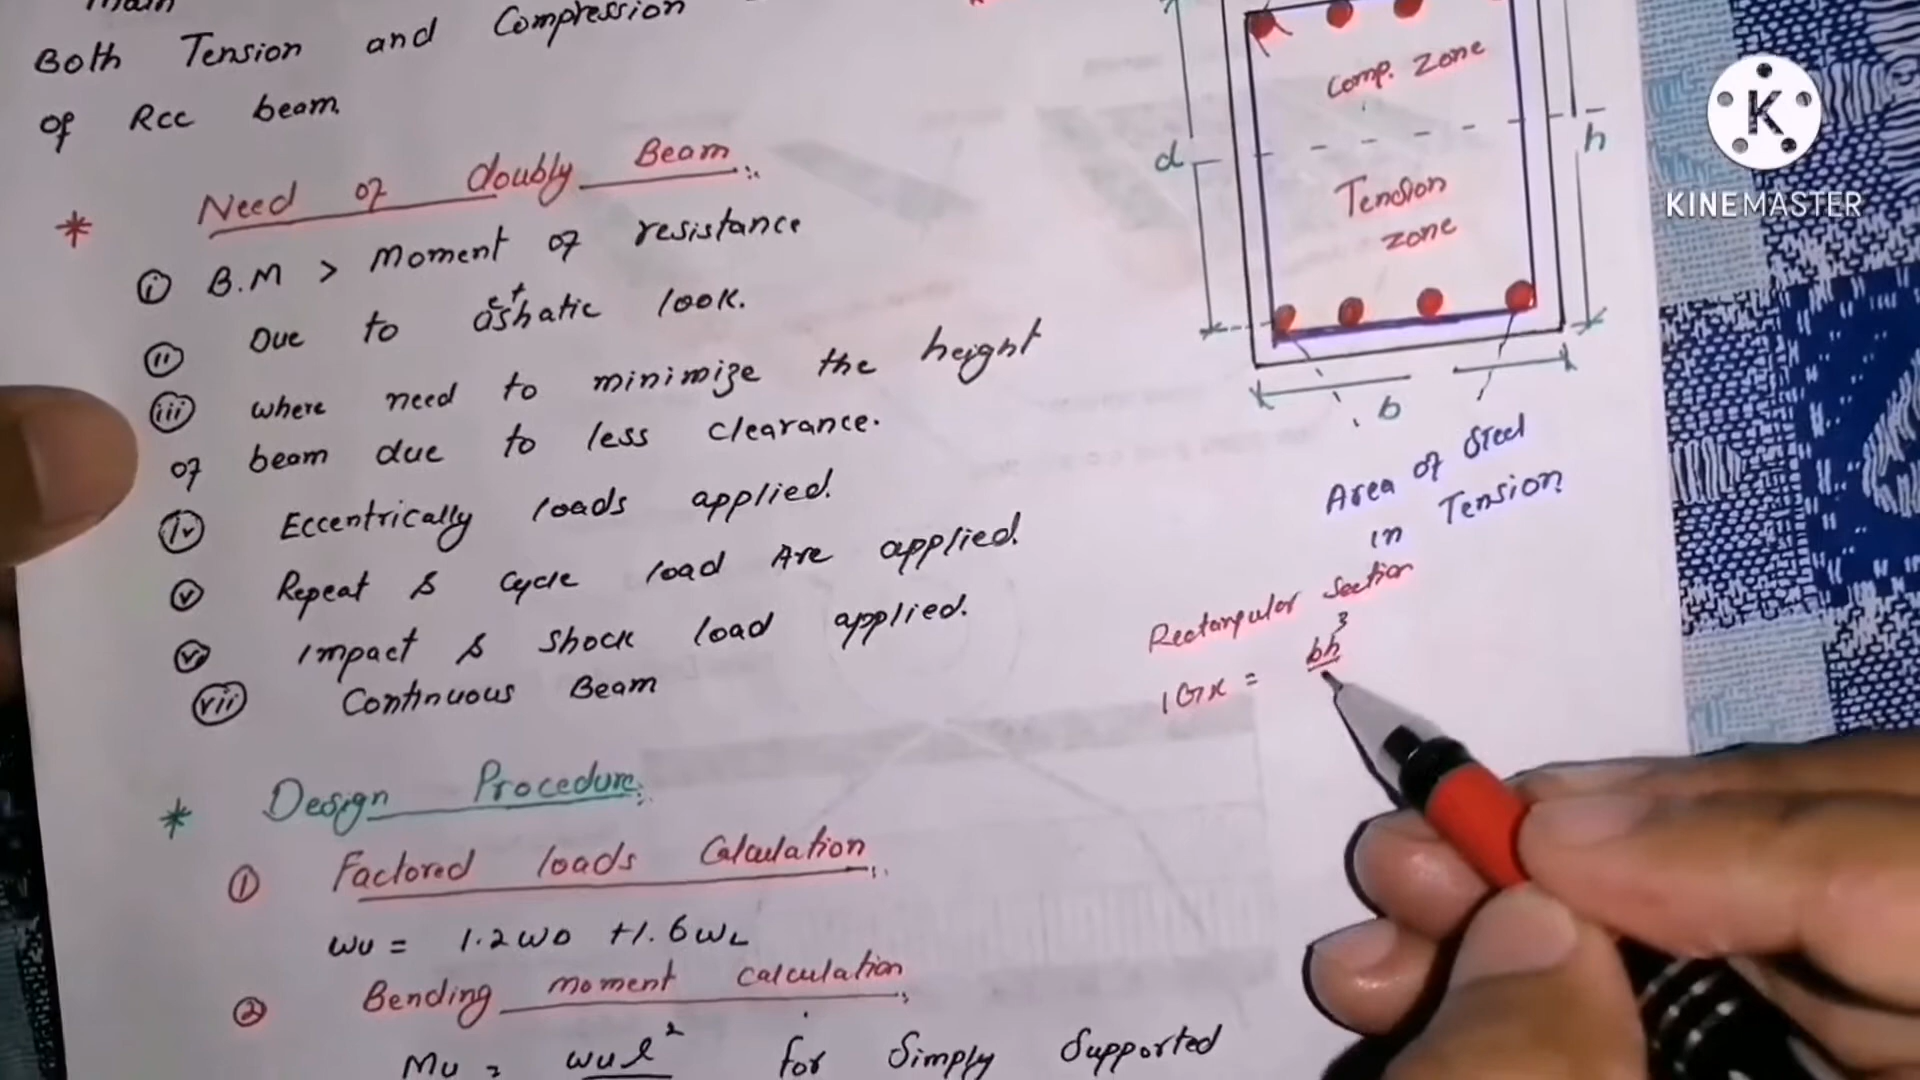 Main
Both Tension and Compression
of Rcc beam.
* Need of doubly Beam
(i) B.M > Moment of resistance
(ii) Due to asthatic look.
et
(iii) where need to minimize the height
of beam due to less clearance.
(iv) Eccentrically loads applied.
(v) Repeat & Cycle load Are applied.
(vi) Impact & Shock load applied.
(vii) Continuous Beam
* Design Procedure
① Factored loads Calculation
wu = 1.2wD + 1.6wL
② Bending moment calculation
Mu = wul² for Simply Supported
Comp. Zone
d
h
Tension
zone
b
Area of Steel
in Tension
Rectangular Section
IGx = bh³
K
KINEMASTER